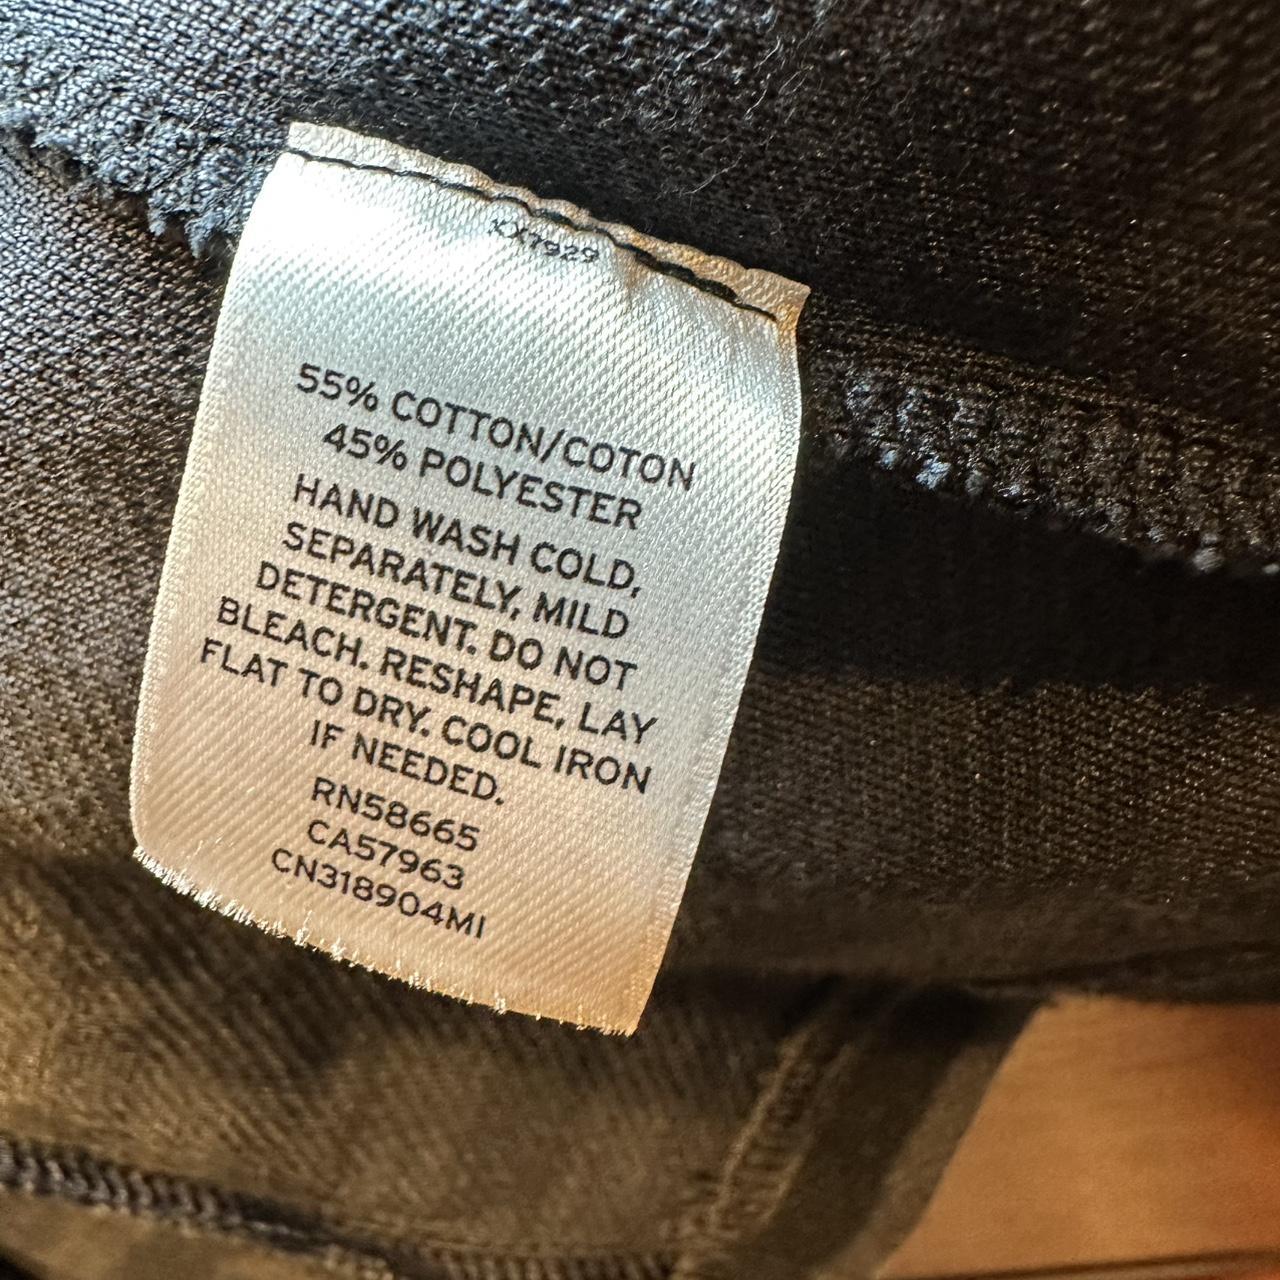 KX7929
55% COTTON/COTON
45% POLYESTER
HAND WASH COLD,
SEPARATELY, MILD
DETERGENT. DO NOT
BLEACH. RESHAPE, LAY
FLAT TO DRY. COOL IRON
IF NEEDED.
RN58665
CA57963
CN318904MI